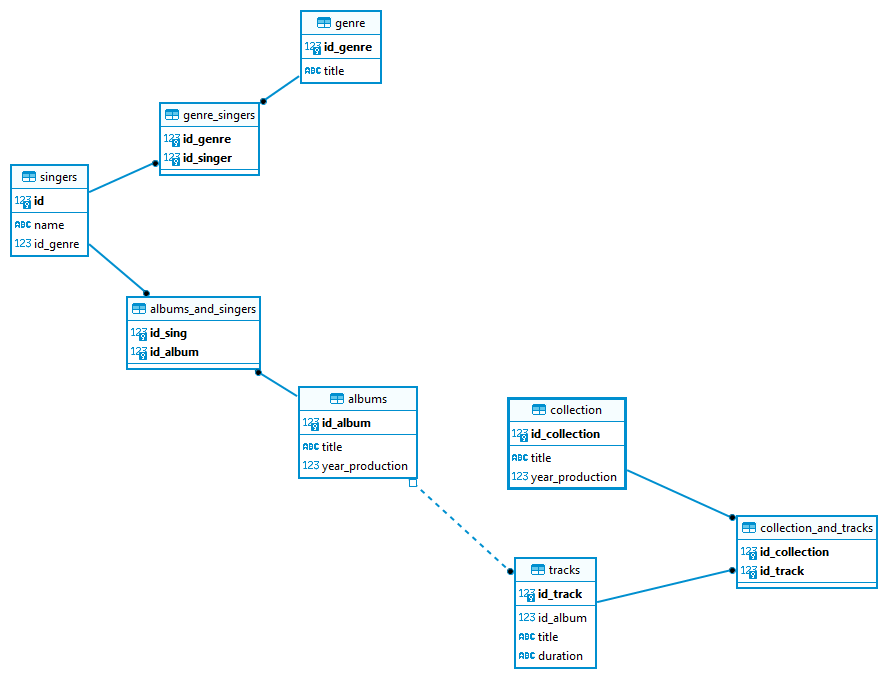 genre
123 id_genre
ABC title
genre_singers
123 id_genre
123 id_singer
singers
123 id
ABC name
123 id_genre
albums_and_singers
123 id_sing
123 id_album
albums
123 id_album
ABC title
123 year_production
collection
123 id_collection
ABC title
123 year_production
collection_and_tracks
123 id_collection
123 id_track
tracks
123 id_track
123 id_album
ABC title
ABC duration